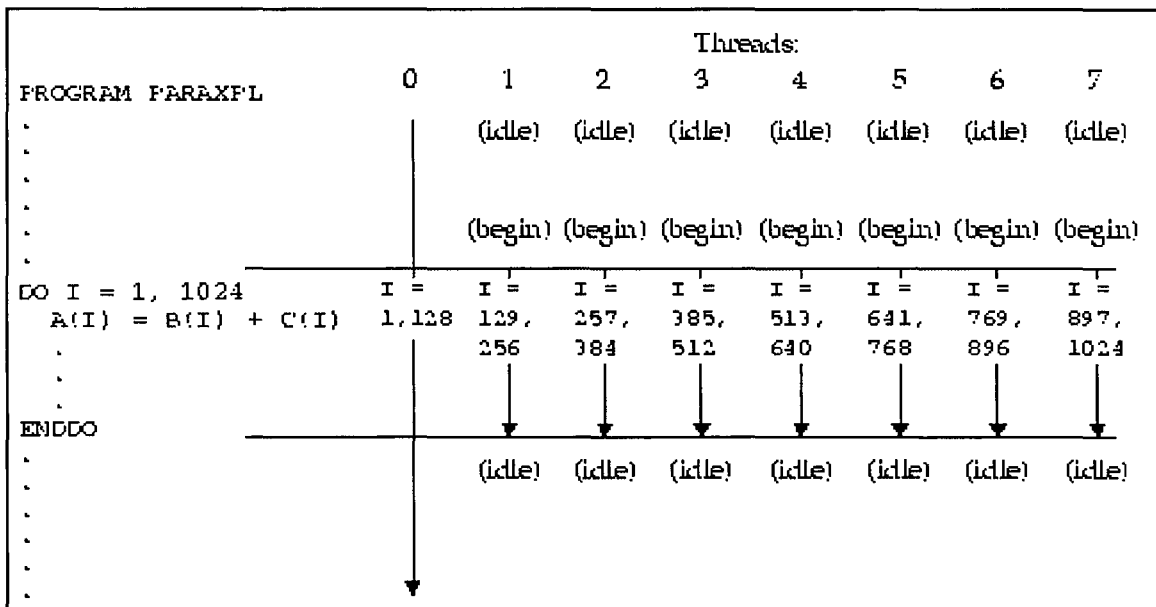 Threads:
PROGRAM PARAXPL 0 1 2 3 4 5 6 7
. (idle) (idle) (idle) (idle) (idle) (idle) (idle)
.
.
. (begin) (begin) (begin) (begin) (begin) (begin) (begin)
.
DO I = 1, 1024 I = I = I = I = I = I = I = I =
A(I) = B(I) + C(I) 1,128 129, 257, 385, 513, 641, 769, 897,
. 256 384 512 640 768 896 1024
.
.
ENDDO
. (idle) (idle) (idle) (idle) (idle) (idle) (idle)
.
.
.
.